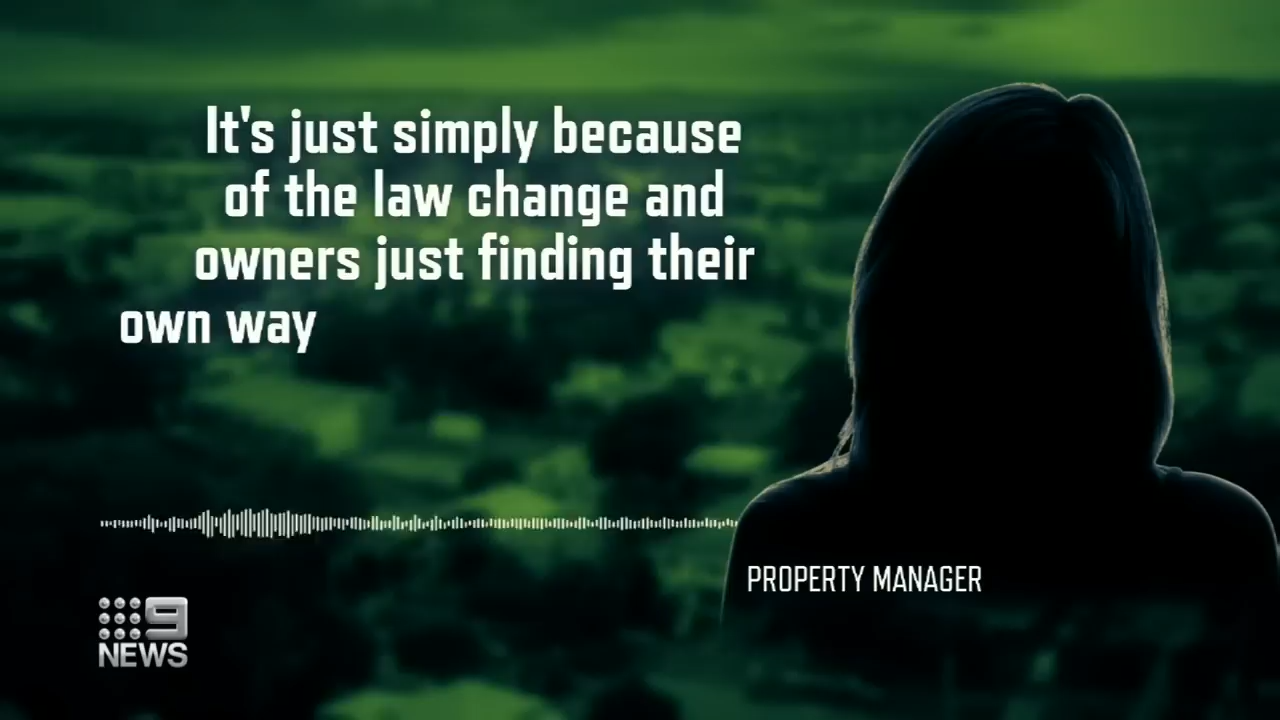 It's just simply because
of the law change and
owners just finding their
own way
PROPERTY MANAGER
9
NEWS